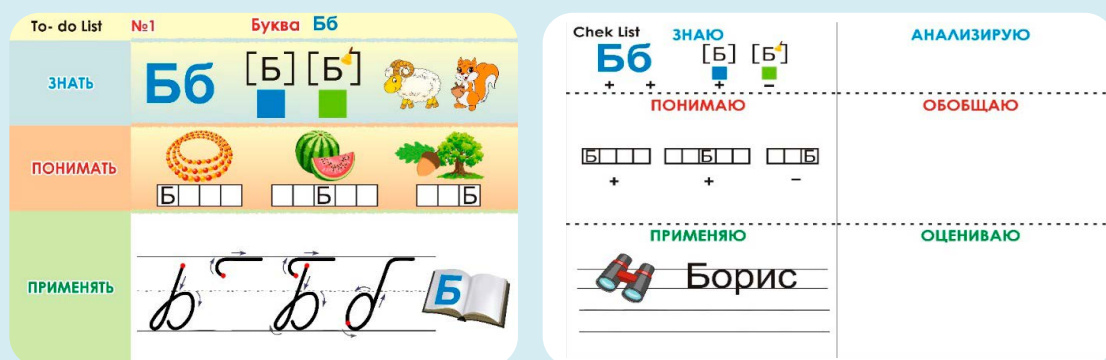 To- do List №1 Буква Бб
ЗНАТЬ Бб [Б] [Б']
ПОНИМАТЬ
Б
Б
Б
ПРИМЕНЯТЬ Б б Б
Chek List ЗНАЮ
Бб [Б] [Б']
+ + + –
ПОНИМАЮ
Б Б Б
+ + –
ПРИМЕНЯЮ
Борис
АНАЛИЗИРУЮ
ОБОБЩАЮ
ОЦЕНИВАЮ